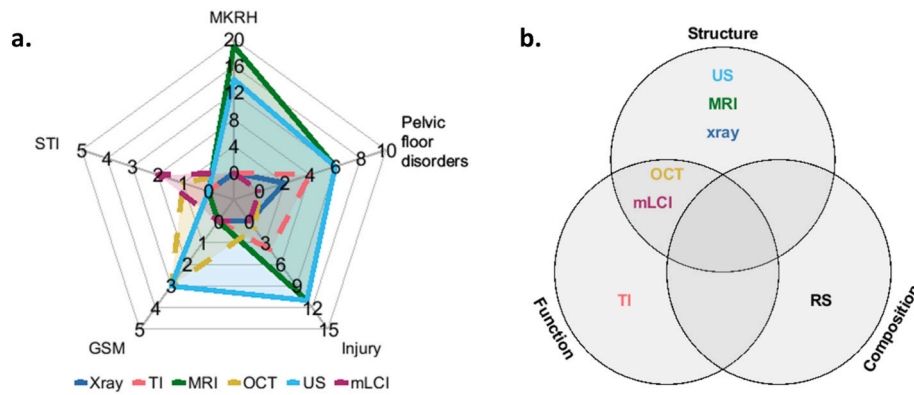 a.
MKRH
20
16
12
8
4
0
STI
5 4 3 2 1 0
Pelvic
floor
disorders
10 8 6 4 2 0
GSM
5
4
3
2
1
0
Injury
15
12
9
6
3
0
Xray TI MRI OCT US mLCI
b.
Structure
US
MRI
xray
OCT
mLCI
TI
RS
Function
Composition